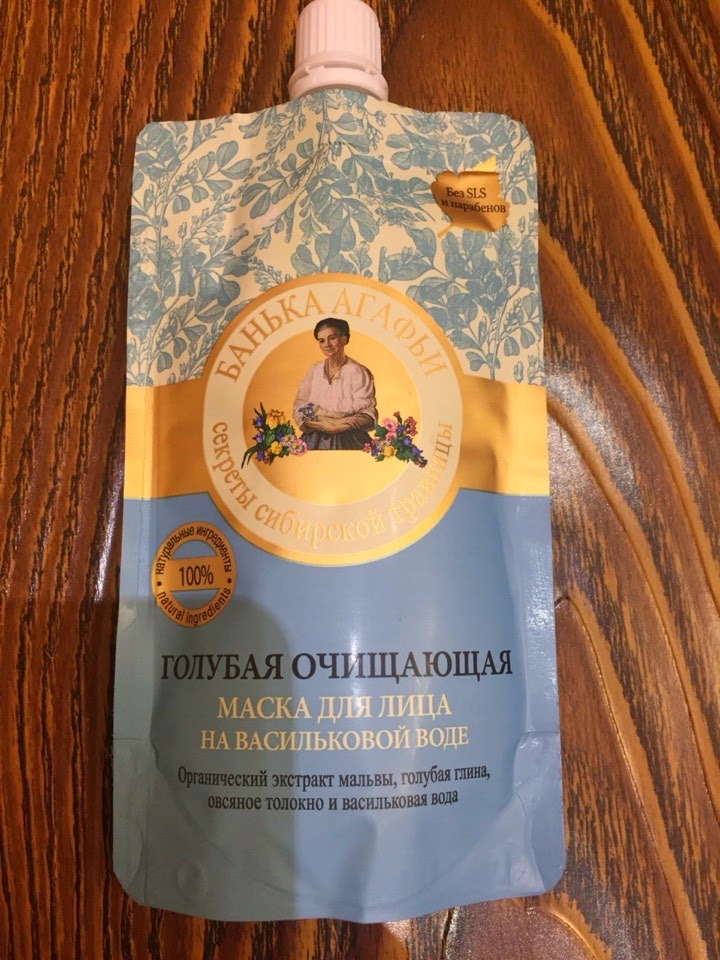 Без SLS
и парабенов
БАНЬКА АГАФЬИ
секреты сибирской травницы
натуральные ингредиенты
100%
natural ingredients
ГОЛУБАЯ ОЧИЩАЮЩАЯ
МАСКА ДЛЯ ЛИЦА
НА ВАСИЛЬКОВОЙ ВОДЕ
Органический экстракт мальвы, голубая глина,
овсяное толокно и васильковая вода